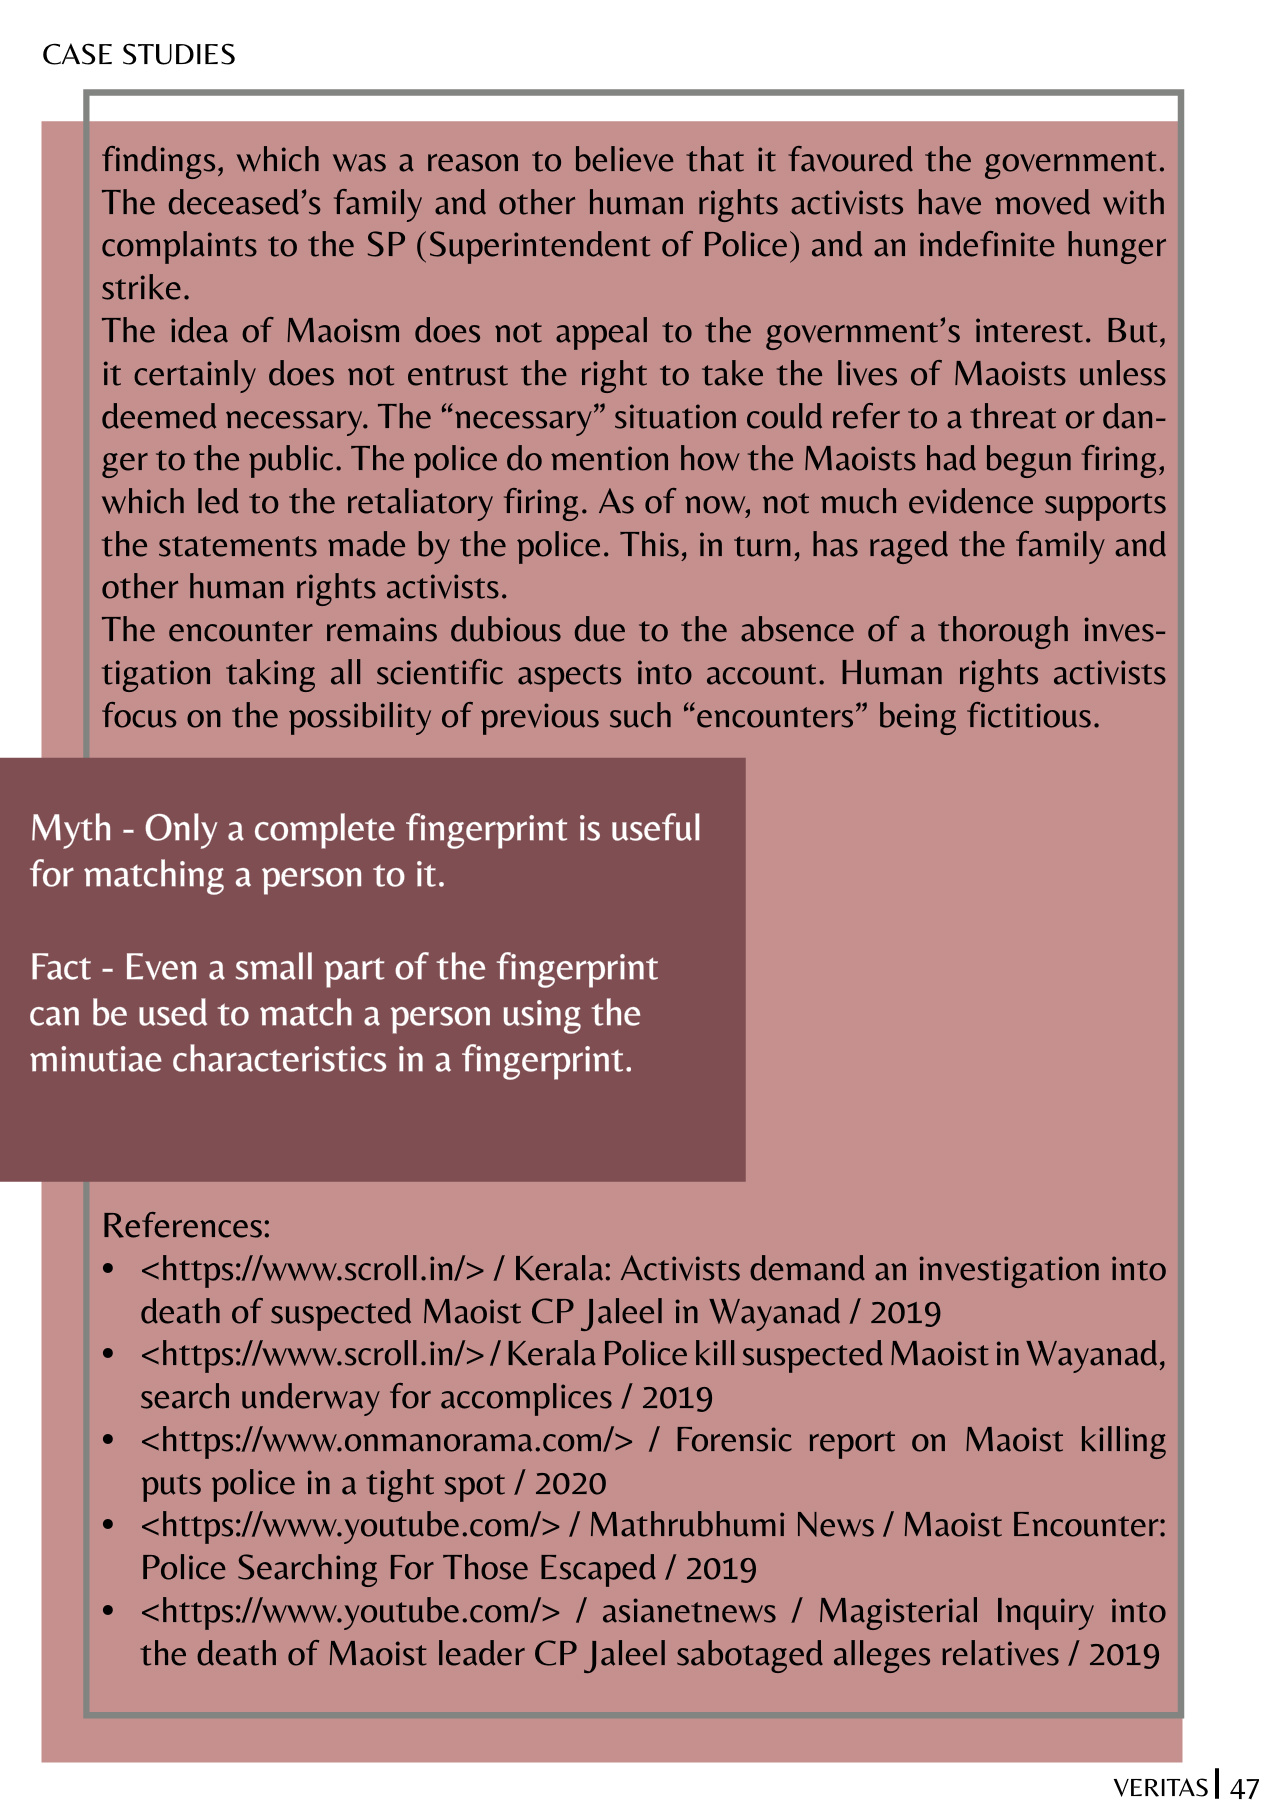 CASE STUDIES
findings, which was a reason to believe that it favoured the government.
The deceased’s family and other human rights activists have moved with
complaints to the SP (Superintendent of Police) and an indefinite hunger
strike.
The idea of Maoism does not appeal to the government’s interest. But,
it certainly does not entrust the right to take the lives of Maoists unless
deemed necessary. The “necessary” situation could refer to a threat or dan-
ger to the public. The police do mention how the Maoists had begun firing,
which led to the retaliatory firing. As of now, not much evidence supports
the statements made by the police. This, in turn, has raged the family and
other human rights activists.
The encounter remains dubious due to the absence of a thorough inves-
tigation taking all scientific aspects into account. Human rights activists
focus on the possibility of previous such “encounters” being fictitious.
Myth - Only a complete fingerprint is useful
for matching a person to it.
Fact - Even a small part of the fingerprint
can be used to match a person using the
minutiae characteristics in a fingerprint.
References:
• <https://www.scroll.in/> / Kerala: Activists demand an investigation into
death of suspected Maoist CP Jaleel in Wayanad / 2019
• <https://www.scroll.in/> / Kerala Police kill suspected Maoist in Wayanad,
search underway for accomplices / 2019
• <https://www.onmanorama.com/> / Forensic report on Maoist killing
puts police in a tight spot / 2020
• <https://www.youtube.com/> / Mathrubhumi News / Maoist Encounter:
Police Searching For Those Escaped / 2019
• <https://www.youtube.com/> / asianetnews / Magisterial Inquiry into
the death of Maoist leader CP Jaleel sabotaged alleges relatives / 2019
VERITAS | 47